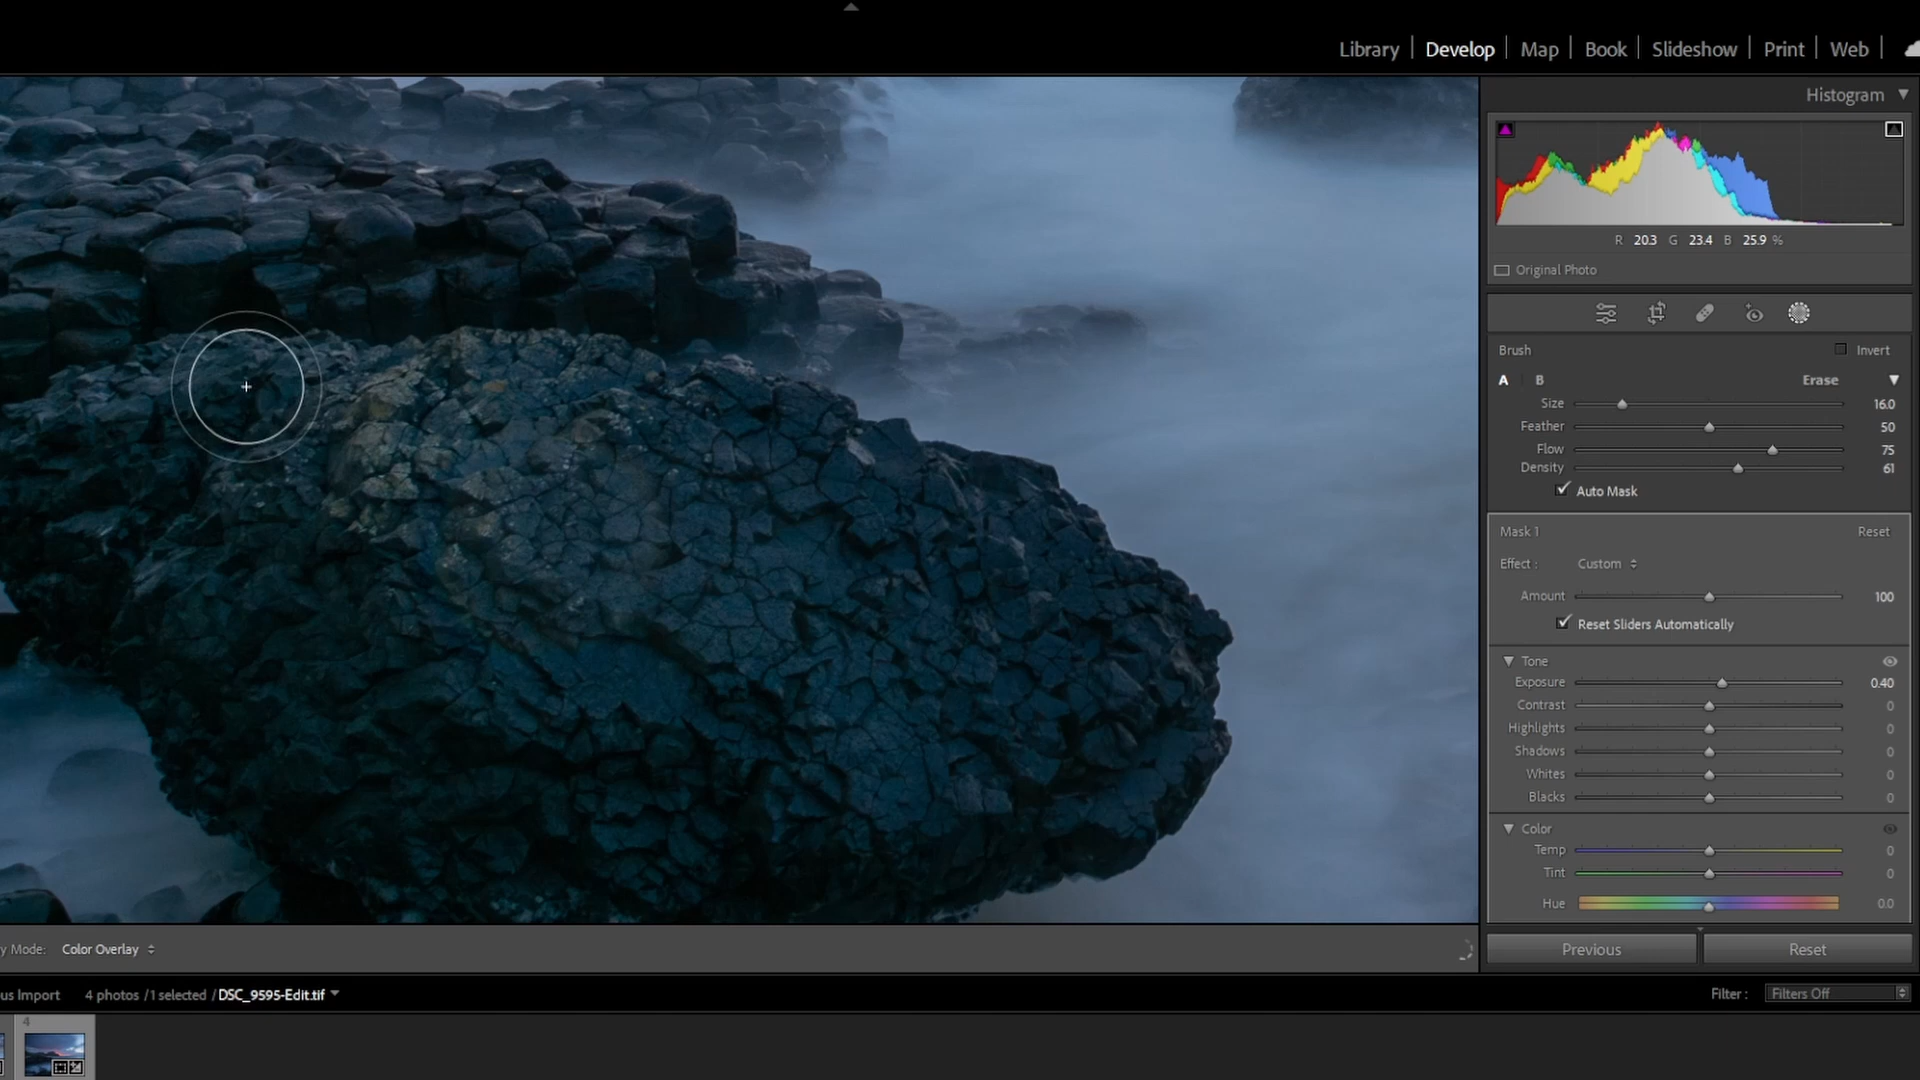 Library | Develop | Map | Book | Slideshow | Print | Web |
Histogram
R 20.3 G 23.4 B 25.9 %
Original Photo
Brush Invert
A B Erase
Size 16.0
Feather 50
Flow 75
Density 61
Auto Mask
Mask 1 Reset
Effect : Custom
Amount 100
Reset Sliders Automatically
Tone
Exposure 0.40
Contrast 0
Highlights 0
Shadows 0
Whites 0
Blacks 0
Color
Temp 0
Tint 0
Hue 0.0
y Mode: Color Overlay
Previous Reset
us Import 4 photos / 1 selected / DSC_9595-Edit.tif
Filter : Filters Off
4